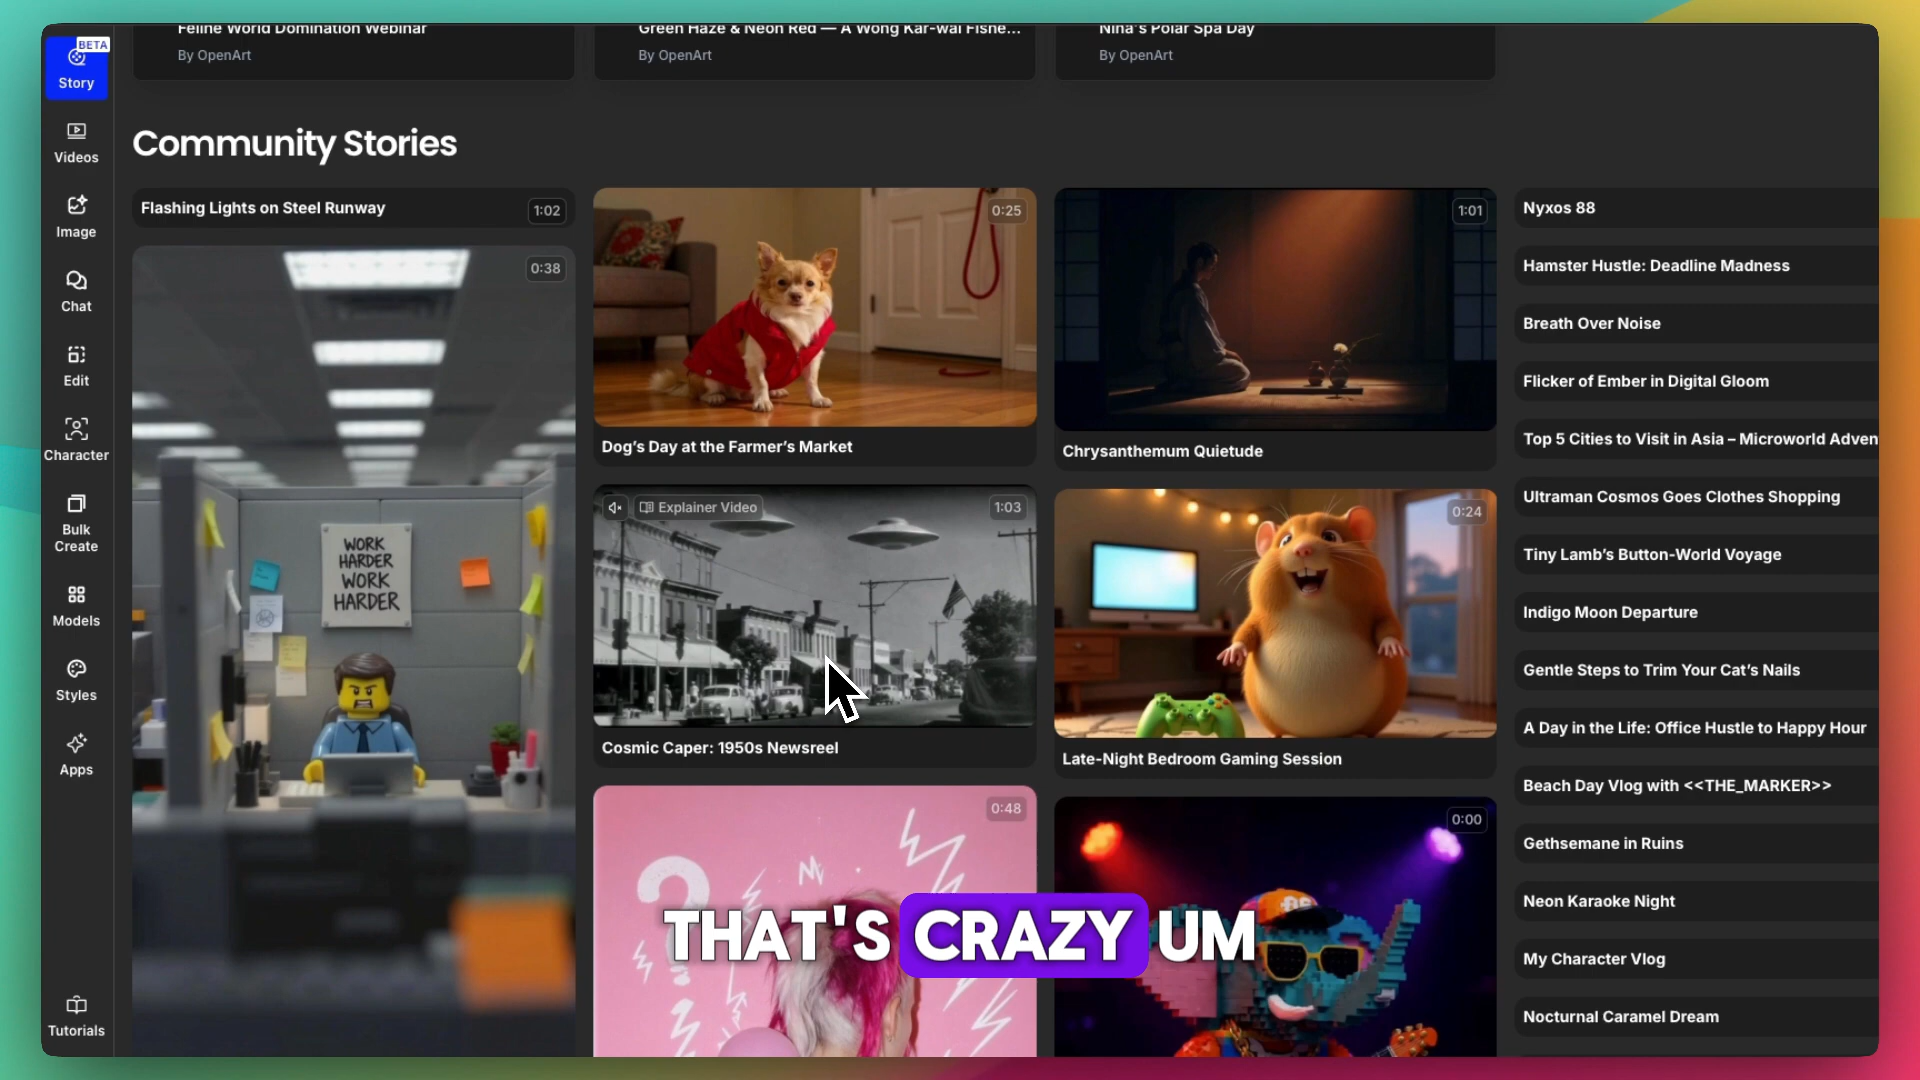 BETA
Story
Videos
Image
Chat
Edit
Character
Bulk
Create
Models
Styles
Apps
Tutorials
Feline World Domination Webinar
By OpenArt
Green Haze & Neon Red — A Wong Kar-wai Fishe...
By OpenArt
Nina's Polar Spa Day
By OpenArt
Community Stories
Flashing Lights on Steel Runway
1:02
0:38
WORK
HARDER
WORK
HARDER
0:25
Dog’s Day at the Farmer’s Market
Explainer Video
1:03
Cosmic Caper: 1950s Newsreel
0:48
1:01
Chrysanthemum Quietude
0:24
Late-Night Bedroom Gaming Session
0:00
Nyxos 88
Hamster Hustle: Deadline Madness
Breath Over Noise
Flicker of Ember in Digital Gloom
Top 5 Cities to Visit in Asia – Microworld Adven
Ultraman Cosmos Goes Clothes Shopping
Tiny Lamb’s Button-World Voyage
Indigo Moon Departure
Gentle Steps to Trim Your Cat’s Nails
A Day in the Life: Office Hustle to Happy Hour
Beach Day Vlog with <<THE_MARKER>>
Gethsemane in Ruins
Neon Karaoke Night
My Character Vlog
Nocturnal Caramel Dream
THAT'S CRAZY UM